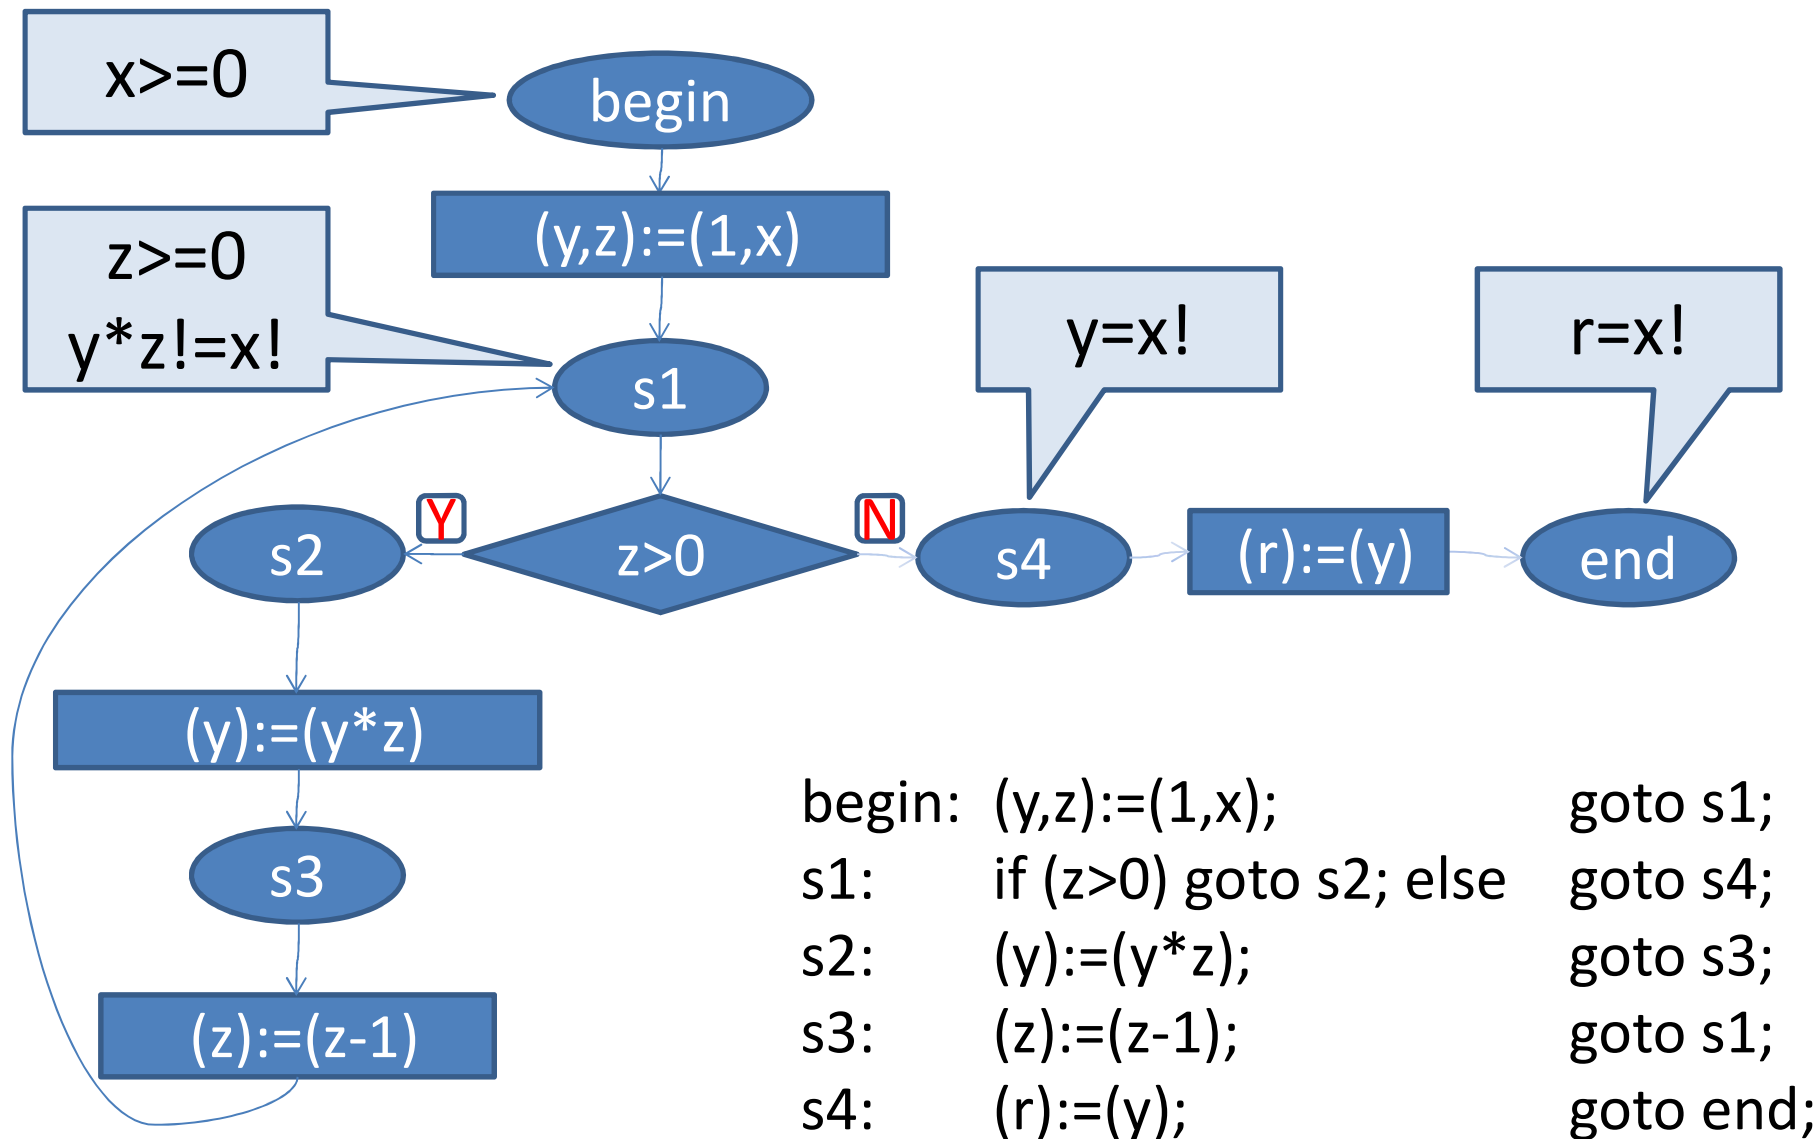 x>=0
begin
(y,z):=(1,x)
z>=0
y*z!=x!
s1
y=x!
r=x!
Y
N
s2
z>0
s4
(r):=(y)
end
(y):=(y*z)
s3
(z):=(z-1)
begin: (y,z):=(1,x); goto s1;
s1: if (z>0) goto s2; else goto s4;
s2: (y):=(y*z); goto s3;
s3: (z):=(z-1); goto s1;
s4: (r):=(y); goto end;